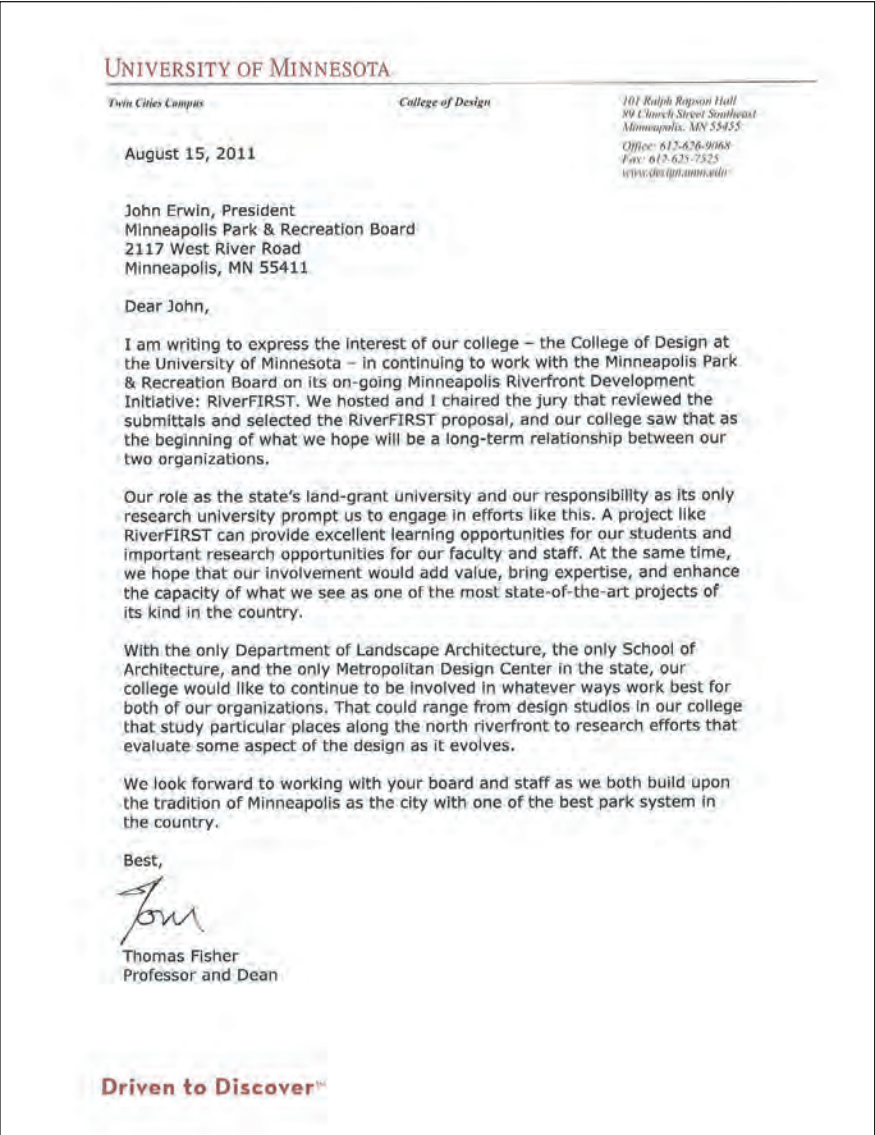 UNIVERSITY OF MINNESOTA
Twin Cities Campus
College of Design
101 Ralph Rapson Hall
89 Church Street Southeast
Minneapolis, MN 55455
Office: 612-626-9068
Fax: 612-625-7525
www.design.umn.edu
August 15, 2011
John Erwin, President
Minneapolis Park & Recreation Board
2117 West River Road
Minneapolis, MN 55411
Dear John,
I am writing to express the interest of our college – the College of Design at
the University of Minnesota – in continuing to work with the Minneapolis Park
& Recreation Board on its on-going Minneapolis Riverfront Development
Initiative: RiverFIRST. We hosted and I chaired the jury that reviewed the
submittals and selected the RiverFIRST proposal, and our college saw that as
the beginning of what we hope will be a long-term relationship between our
two organizations.
Our role as the state's land-grant university and our responsibility as its only
research university prompt us to engage in efforts like this. A project like
RiverFIRST can provide excellent learning opportunities for our students and
important research opportunities for our faculty and staff. At the same time,
we hope that our involvement would add value, bring expertise, and enhance
the capacity of what we see as one of the most state-of-the-art projects of
its kind in the country.
With the only Department of Landscape Architecture, the only School of
Architecture, and the only Metropolitan Design Center in the state, our
college would like to continue to be involved in whatever ways work best for
both of our organizations. That could range from design studios in our college
that study particular places along the north riverfront to research efforts that
evaluate some aspect of the design as it evolves.
We look forward to working with your board and staff as we both build upon
the tradition of Minneapolis as the city with one of the best park system in
the country.
Best,
Tom
Thomas Fisher
Professor and Dean
Driven to Discover℠